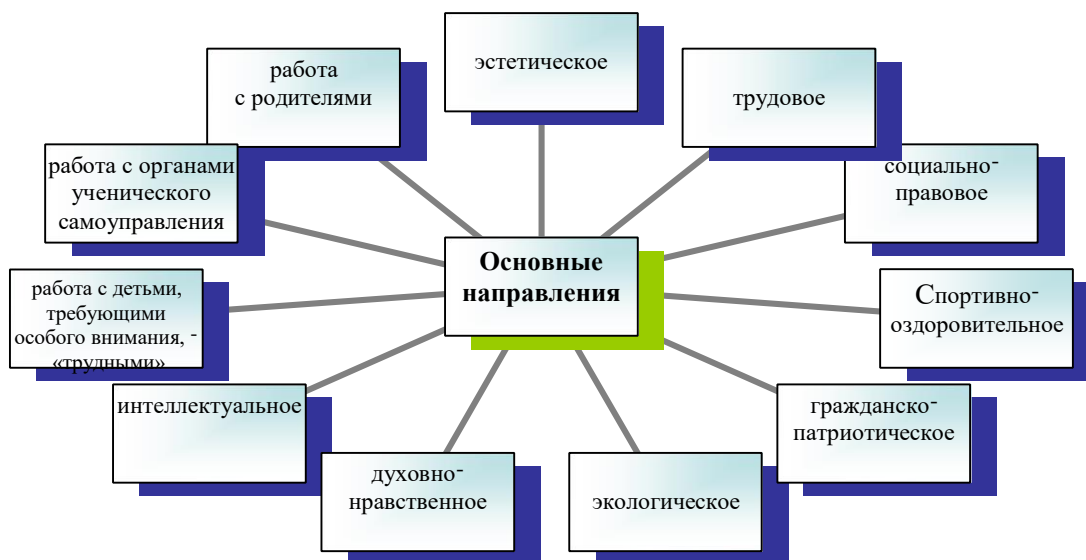 эстетическое
трудовое
социально-
правовое
Спортивно-
оздоровительное
гражданско-
патриотическое
экологическое
духовно-
нравственное
интеллектуальное
работа с детьми,
требующими
особого внимания, -
«трудными»
работа с органами
ученического
самоуправления
работа
с родителями
Основные
направления